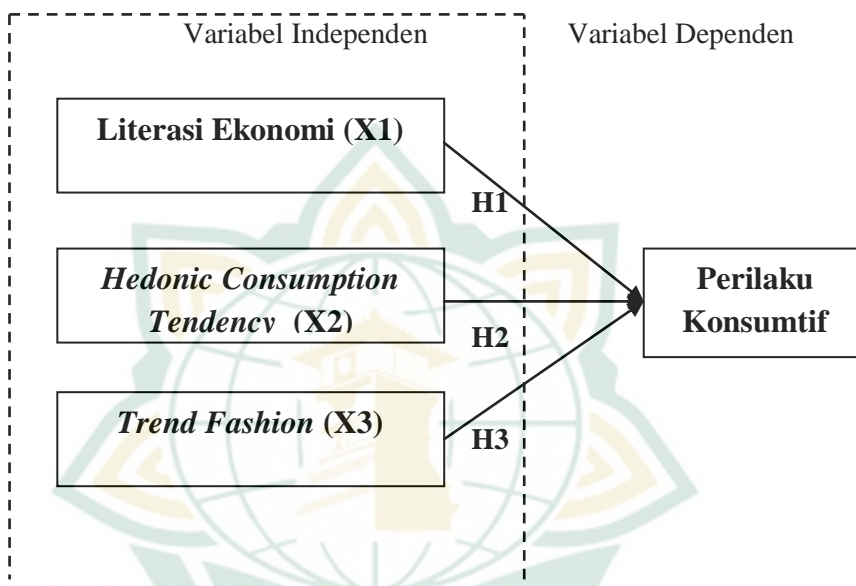 Variabel Independen
Variabel Dependen
Literasi Ekonomi (X1)
H1
Hedonic Consumption
Tendency (X2)
H2
Perilaku
Konsumtif
Trend Fashion (X3)
H3